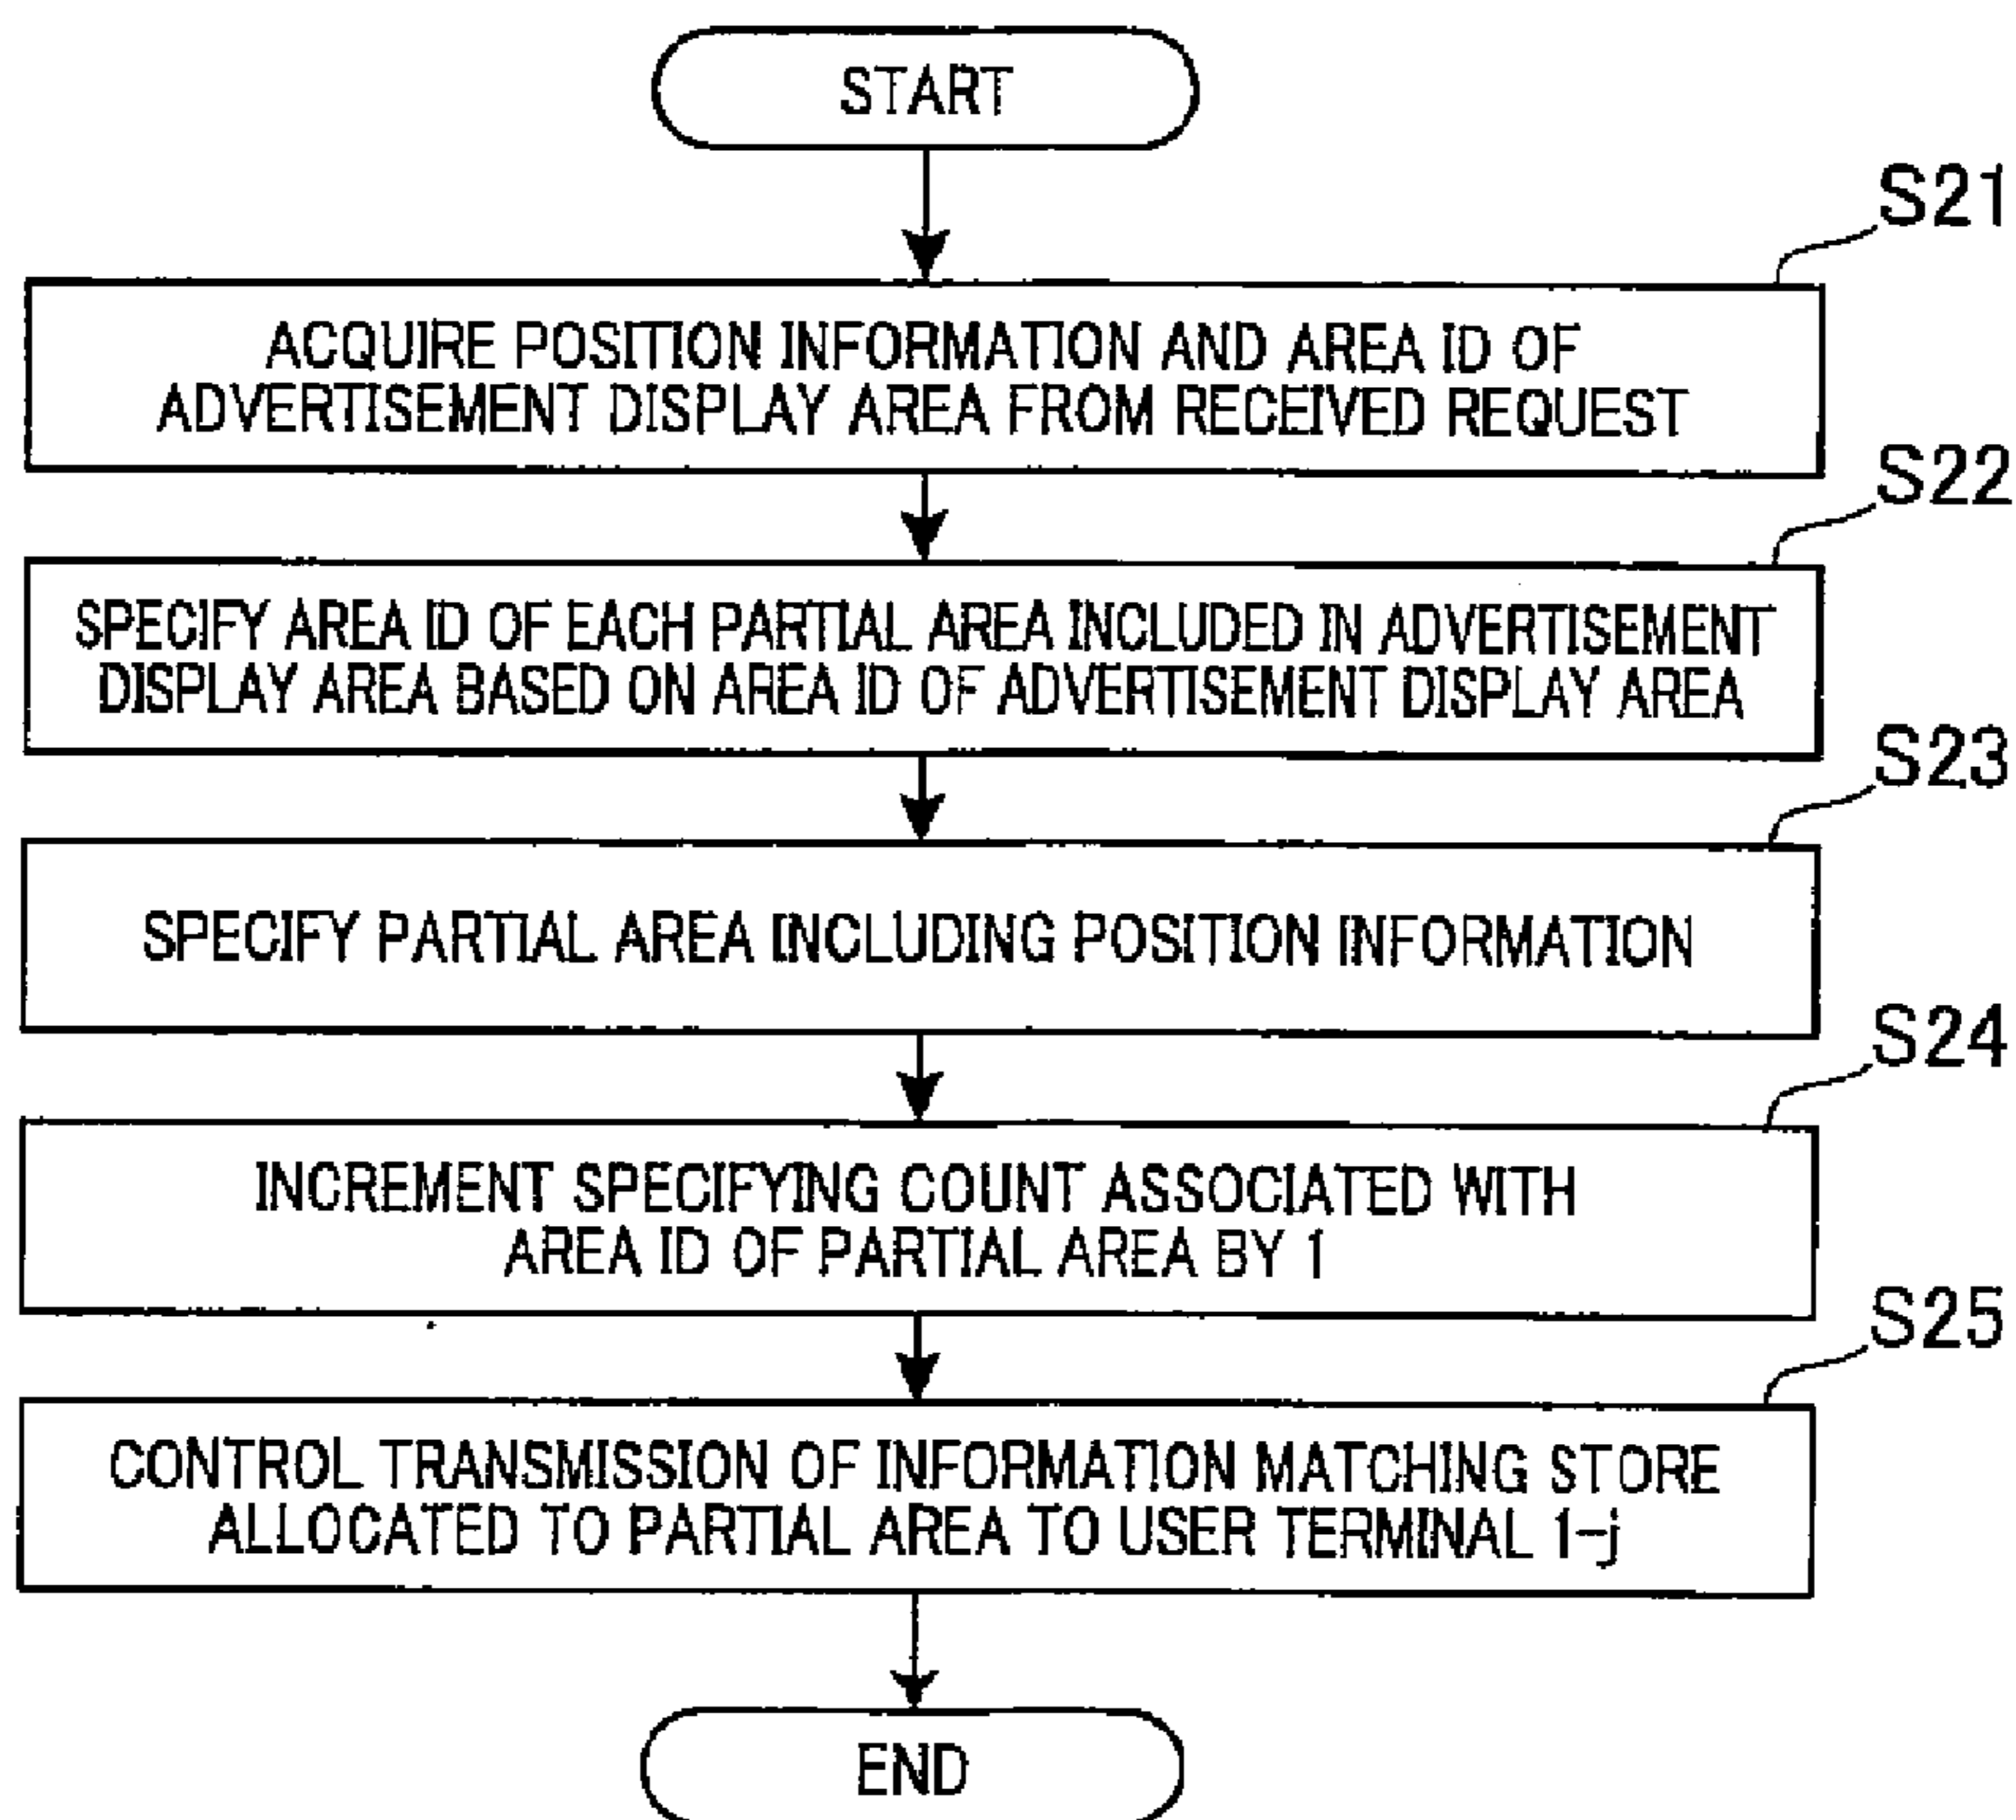 START
S21
ACQUIRE POSITION INFORMATION AND AREA ID OF
ADVERTISEMENT DISPLAY AREA FROM RECEIVED REQUEST
S22
SPECIFY AREA ID OF EACH PARTIAL AREA INCLUDED IN ADVERTISEMENT
DISPLAY AREA BASED ON AREA ID OF ADVERTISEMENT DISPLAY AREA
S23
SPECIFY PARTIAL AREA INCLUDING POSITION INFORMATION
S24
INCREMENT SPECIFYING COUNT ASSOCIATED WITH
AREA ID OF PARTIAL AREA BY 1
S25
CONTROL TRANSMISSION OF INFORMATION MATCHING STORE
ALLOCATED TO PARTIAL AREA TO USER TERMINAL 1-j
END